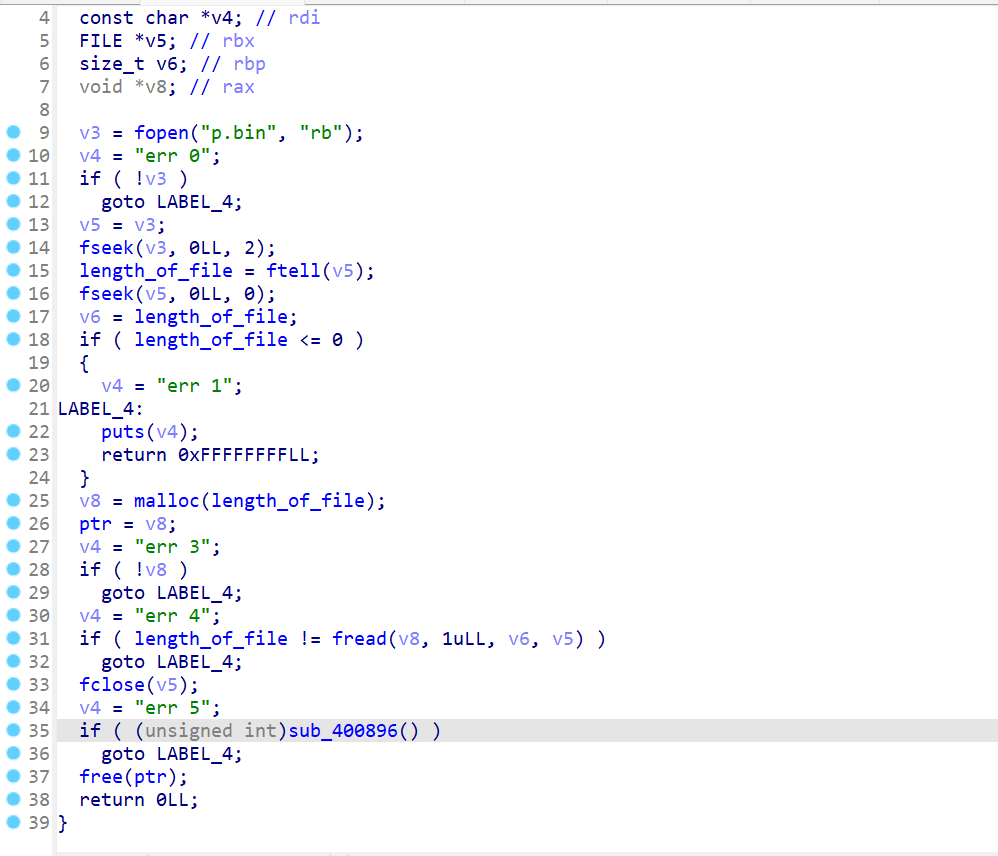 4 const char *v4; // rdi
5 FILE *v5; // rbx
6 size_t v6; // rbp
7 void *v8; // rax
8
9 v3 = fopen("p.bin", "rb");
10 v4 = "err 0";
11 if ( !v3 )
12 goto LABEL_4;
13 v5 = v3;
14 fseek(v3, 0LL, 2);
15 length_of_file = ftell(v5);
16 fseek(v5, 0LL, 0);
17 v6 = length_of_file;
18 if ( length_of_file <= 0 )
19 {
20 v4 = "err 1";
21 LABEL_4:
22 puts(v4);
23 return 0xFFFFFFFFLL;
24 }
25 v8 = malloc(length_of_file);
26 ptr = v8;
27 v4 = "err 3";
28 if ( !v8 )
29 goto LABEL_4;
30 v4 = "err 4";
31 if ( length_of_file != fread(v8, 1uLL, v6, v5) )
32 goto LABEL_4;
33 fclose(v5);
34 v4 = "err 5";
35 if ( (unsigned int)sub_400896() )
36 goto LABEL_4;
37 free(ptr);
38 return 0LL;
39 }